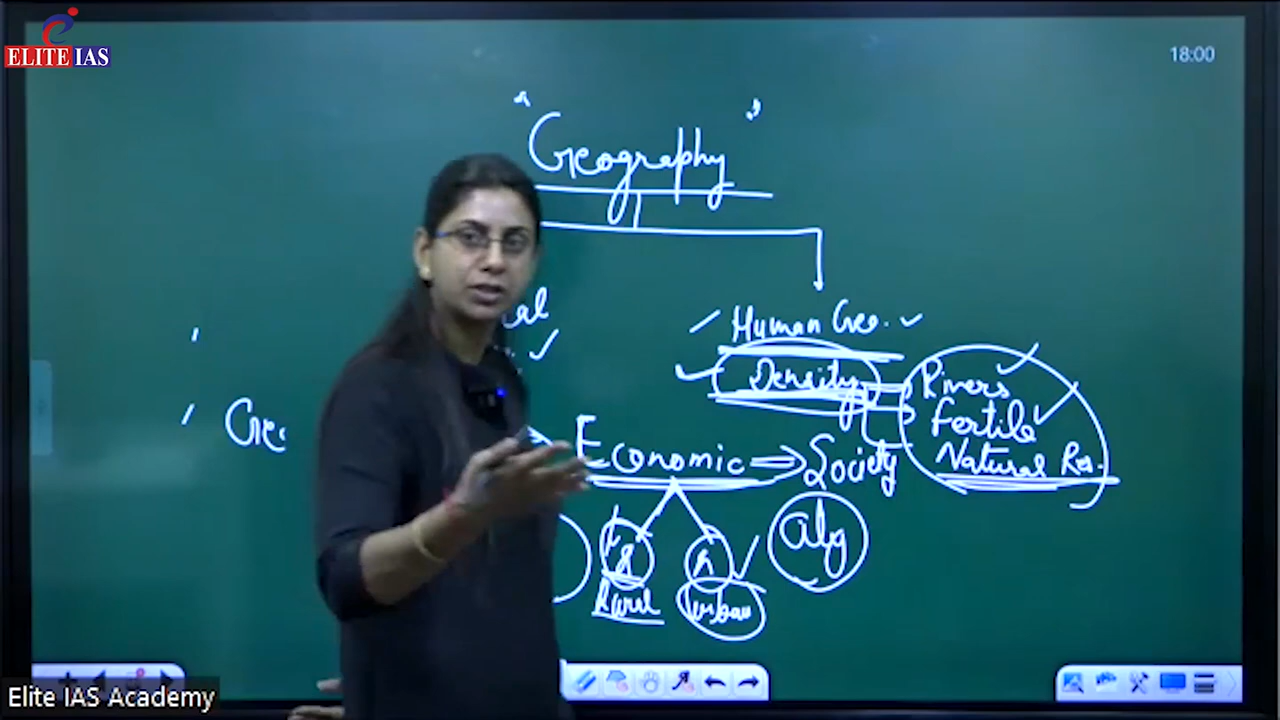 ELITE IAS
18:00
"Geography"
Human Geo.
Density
Rivers
Fertile
Natural Res.
Economic ⇒ Society
Rural
Urban
Elite IAS Academy